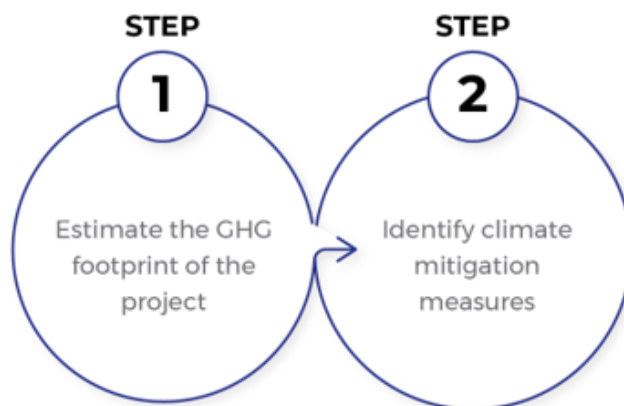 STEP
1
Estimate the GHG
footprint of the
project
STEP
2
Identify climate
mitigation
measures